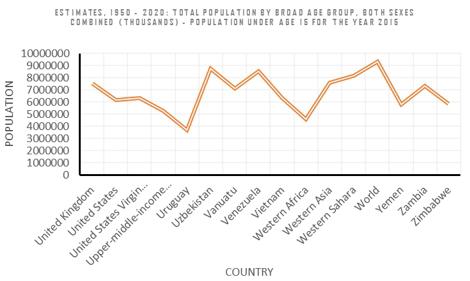 ESTIMATES, 1950 - 2020: TOTAL POPULATION BY BROAD AGE GROUP, BOTH SEXES
COMBINED (THOUSANDS) - POPULATION UNDER AGE 15 FOR THE YEAR 2015
POPULATION
10000000
9000000
8000000
7000000
6000000
5000000
4000000
3000000
2000000
1000000
0
United Kingdom
United States
United States Virgin...
Upper-middle-income...
Uruguay
Uzbekistan
Vanuatu
Venezuela
Vietnam
Western Africa
Western Asia
Western Sahara
World
Yemen
Zambia
Zimbabwe
COUNTRY